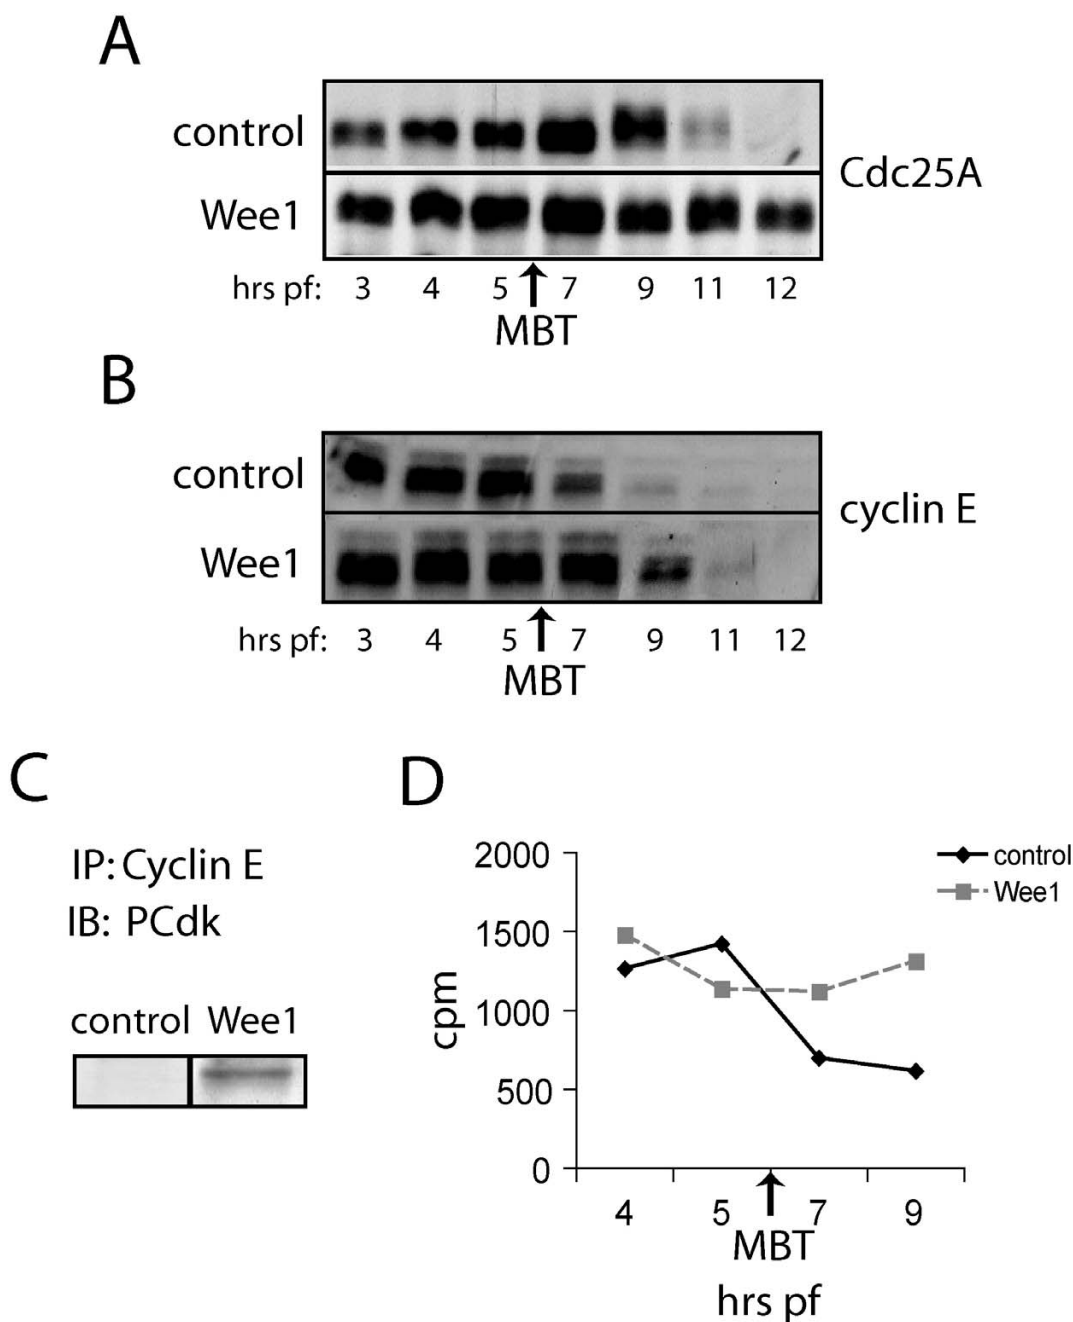 A
control
Cdc25A
Wee1
hrs pf: 3 4 5 7 9 11 12
MBT
B
control
cyclin E
Wee1
hrs pf: 3 4 5 7 9 11 12
MBT
C
IP: Cyclin E
IB: PCdk
control Wee1
D
2000
1500
1000
500
0
cpm
control
Wee1
4 5 7 9
MBT
hrs pf